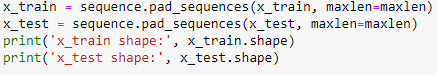 x_train = sequence.pad_sequences(x_train, maxlen=maxlen)
x_test = sequence.pad_sequences(x_test, maxlen=maxlen)
print('x_train shape:', x_train.shape)
print('x_test shape:', x_test.shape)